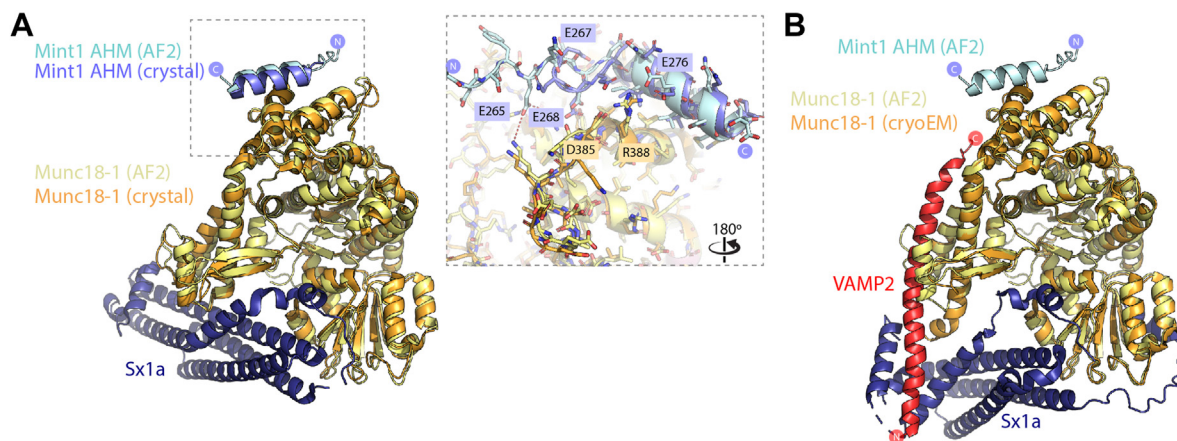 A
Mint1 AHM (AF2)
Mint1 AHM (crystal)
N
C
Munc18-1 (AF2)
Munc18-1 (crystal)
Sx1a
E267
N
E276
E265
E268
D385
R388
C
180º
B
Mint1 AHM (AF2)
N
C
Munc18-1 (AF2)
Munc18-1 (cryoEM)
C
VAMP2
Sx1a
N